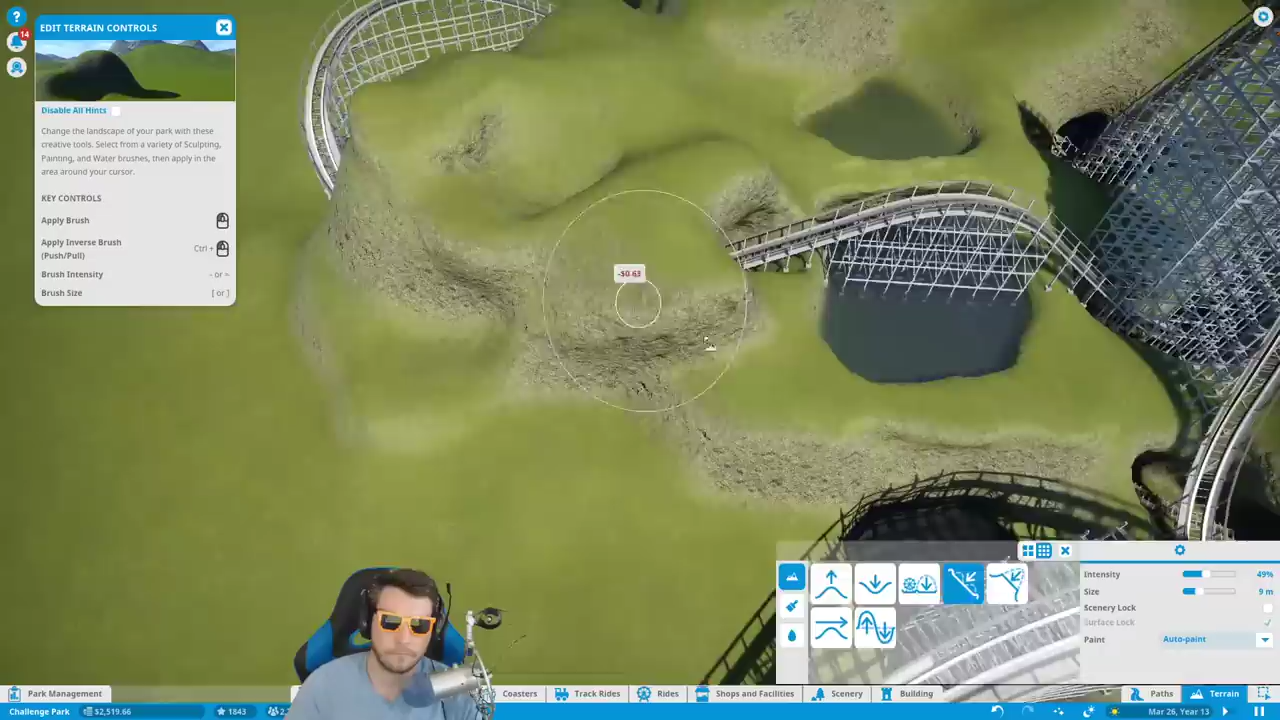 ?
14
EDIT TERRAIN CONTROLS
Disable All Hints
Change the landscape of your park with these
creative tools. Select from a variety of Sculpting,
Painting, and Water brushes, then apply in the
area around your cursor.
KEY CONTROLS
Apply Brush
Apply Inverse Brush
(Push/Pull)
Ctrl +
Brush Intensity
- or =
Brush Size
[ or ]
-$0.63
Intensity
49%
Size
9 m
Scenery Lock
Surface Lock
Paint
Auto-paint
Park Management
Coasters
Track Rides
Rides
Shops and Facilities
Scenery
Building
Paths
Terrain
Challenge Park
$2,519.66
1843
Mar 26, Year 13